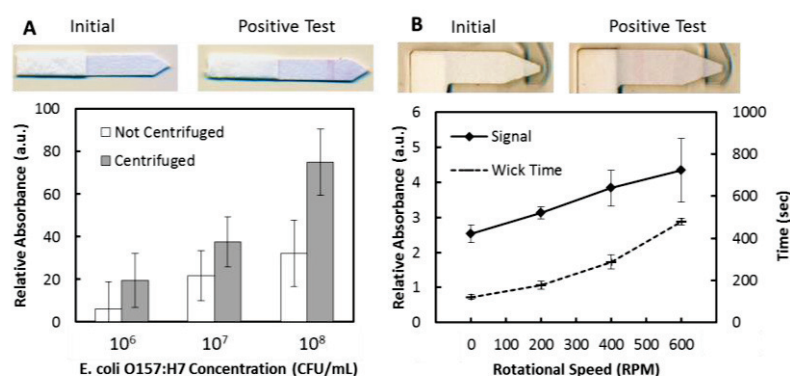 A
Initial
Positive Test
Relative Absorbance (a.u.)
100
80
60
40
20
0
Not Centrifuged
Centrifuged
10⁶ 10⁷ 10⁸
E. coli O157:H7 Concentration (CFU/mL)
B
Initial
Positive Test
Relative Absorbance (a.u.)
6
5
4
3
2
1
0
Signal
Wick Time
1000
800
600
400
200
0
Time (sec)
0 100 200 300 400 500 600
Rotational Speed (RPM)